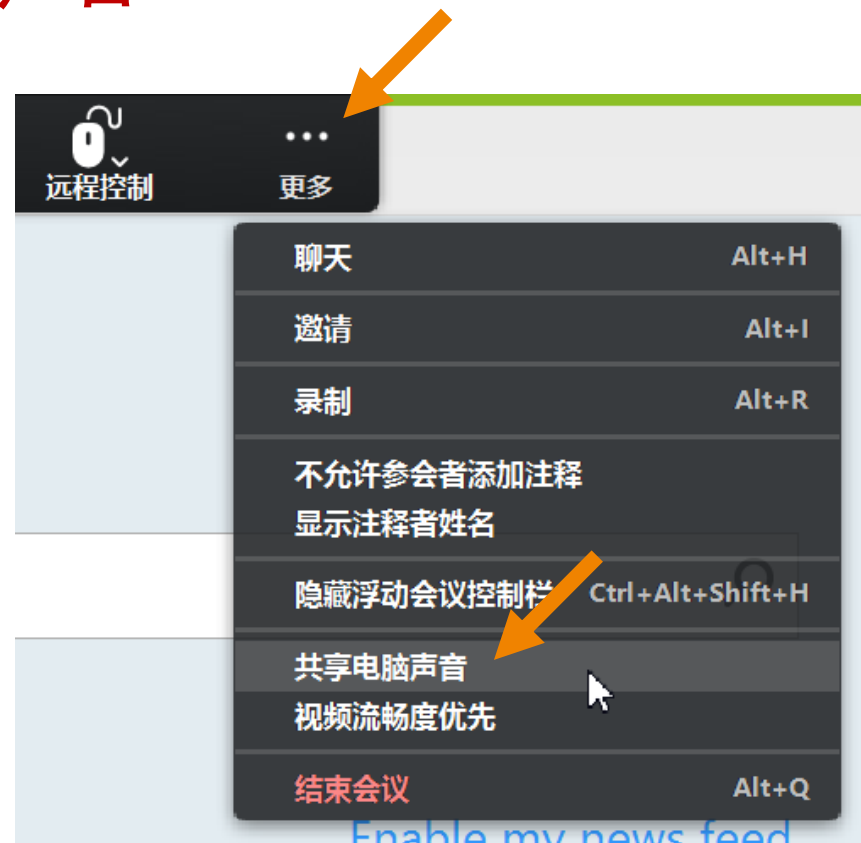 远程控制
更多
聊天 Alt+H
邀请 Alt+I
录制 Alt+R
不允许参会者添加注释
显示注释者姓名
隐藏浮动会议控制栏 Ctrl+Alt+Shift+H
共享电脑声音
视频流畅度优先
结束会议 Alt+Q
Enable my news feed